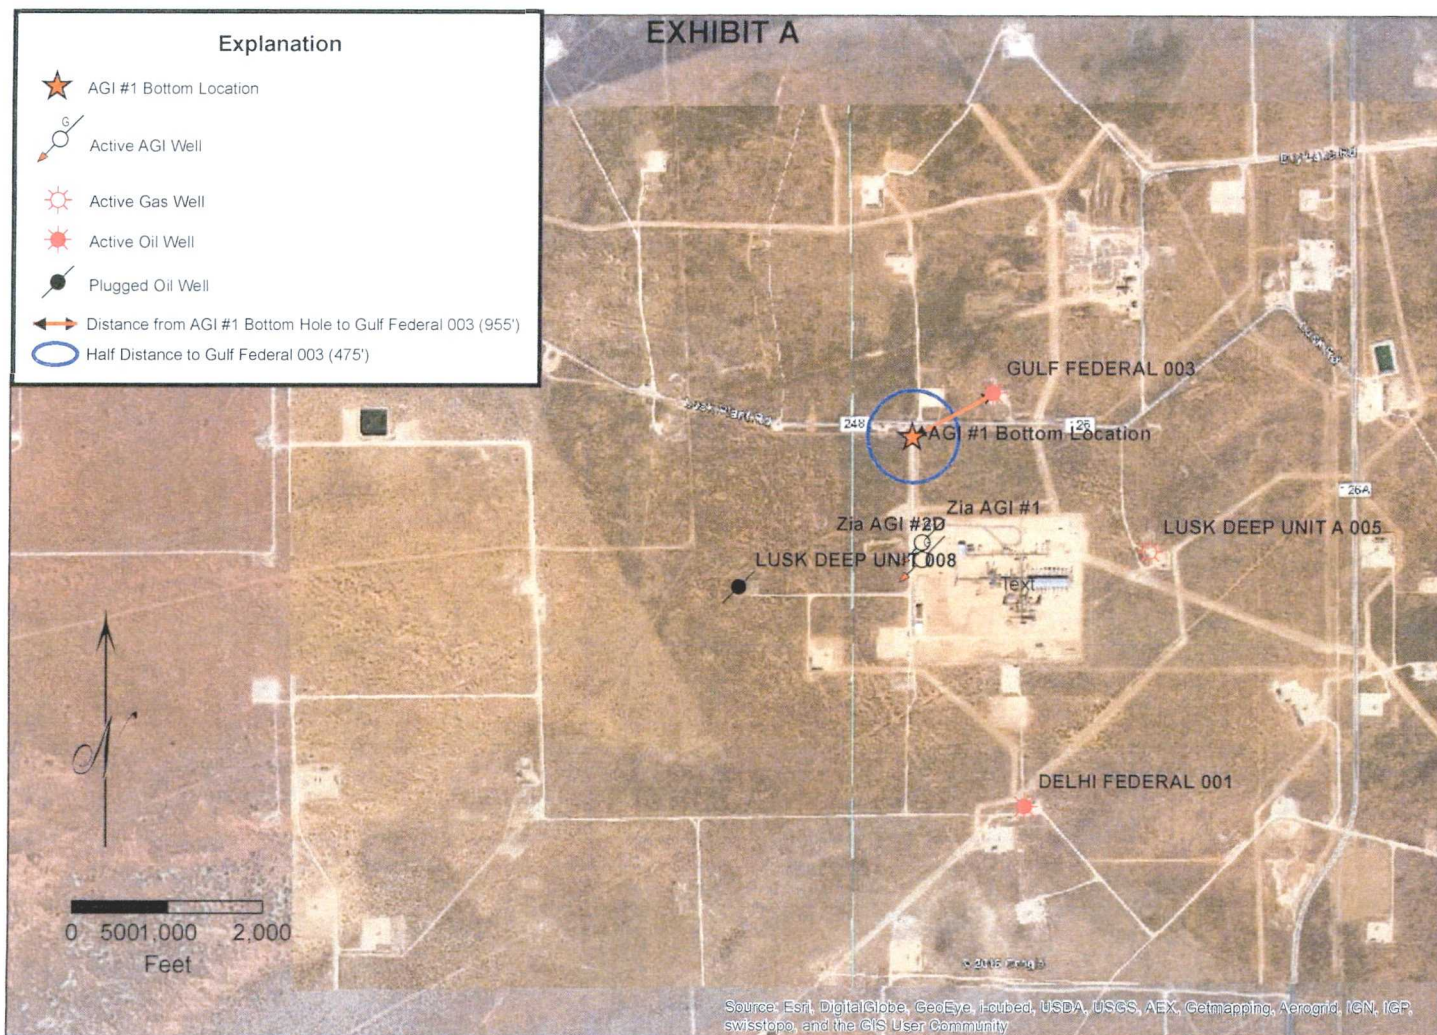 EXHIBIT A
Explanation
AGI #1 Bottom Location
G
Active AGI Well
Active Gas Well
Active Oil Well
Plugged Oil Well
Distance from AGI #1 Bottom Hole to Gulf Federal 003 (955')
Half Distance to Gulf Federal 003 (475')
GULF FEDERAL 003
248
126
AGI #1 Bottom Location
126A
Zia AGI #1
Zia AGI #2D
LUSK DEEP UNIT A 005
LUSK DEEP UNIT 008
Text
N
DELHI FEDERAL 001
0 5001,000 2,000
Feet
Source: Esri, DigitalGlobe, GeoEye, i-cubed, USDA, USGS, AEX, Getmapping, Aerogrid, IGN, IGP,
swisstopo, and the GIS User Community